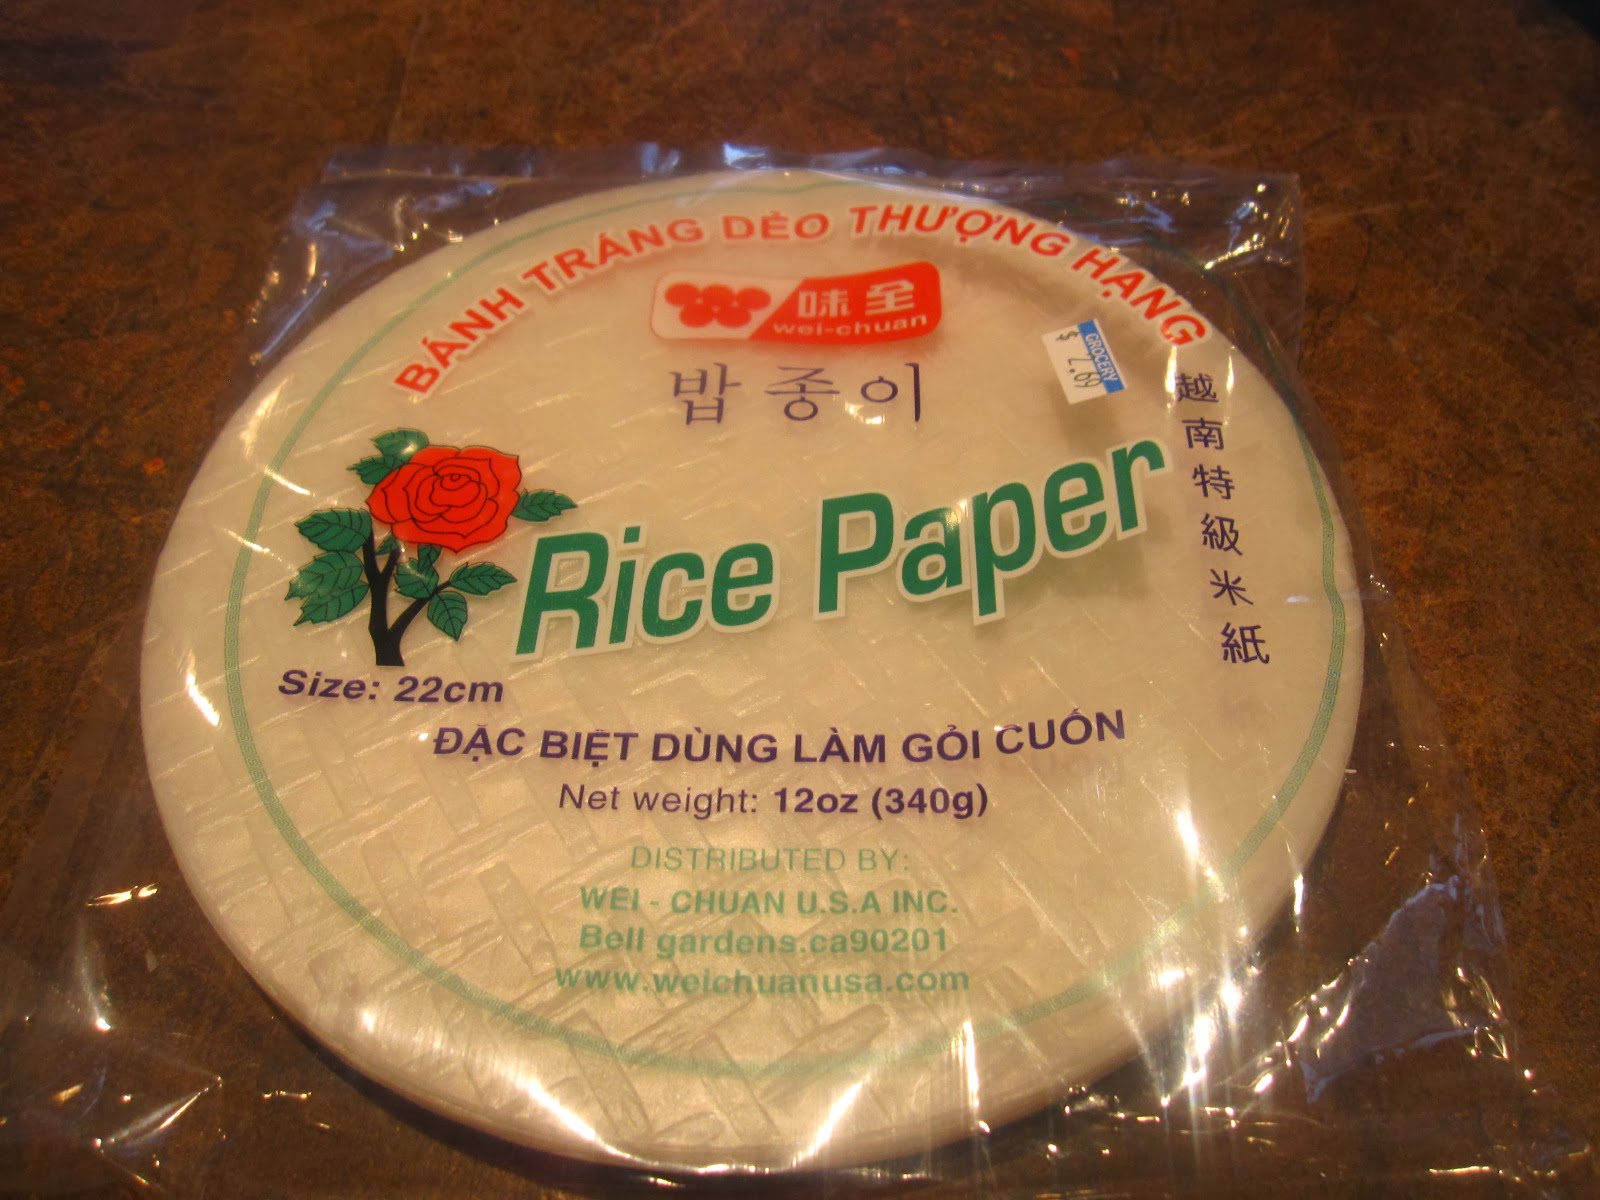 BÁNH TRÁNG DẺO THƯỢNG HẠNG
味全
wei-chuan
밥종이
GROCERY
$2.69
越南特級米紙
Rice Paper
Size: 22cm
ĐẶC BIỆT DÙNG LÀM GỎI CUỐN
Net weight: 12oz (340g)
DISTRIBUTED BY:
WEI - CHUAN U.S.A INC.
Bell gardens.ca90201
www.weichuanusa.com